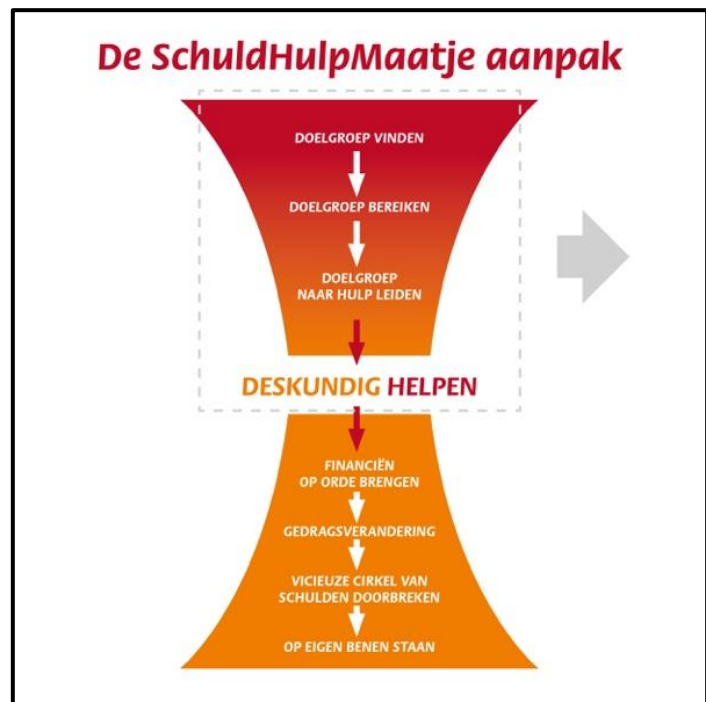 De SchuldHulpMaatje aanpak
DOELGROEP VINDEN
DOELGROEP BEREIKEN
DOELGROEP
NAAR HULP LEIDEN
DESKUNDIG HELPEN
FINANCIËN
OP ORDE BRENGEN
GEDRAGSVERANDERING
VICIEUZE CIRKEL VAN
SCHULDEN DOORBREKEN
OP EIGEN BENEN STAAN